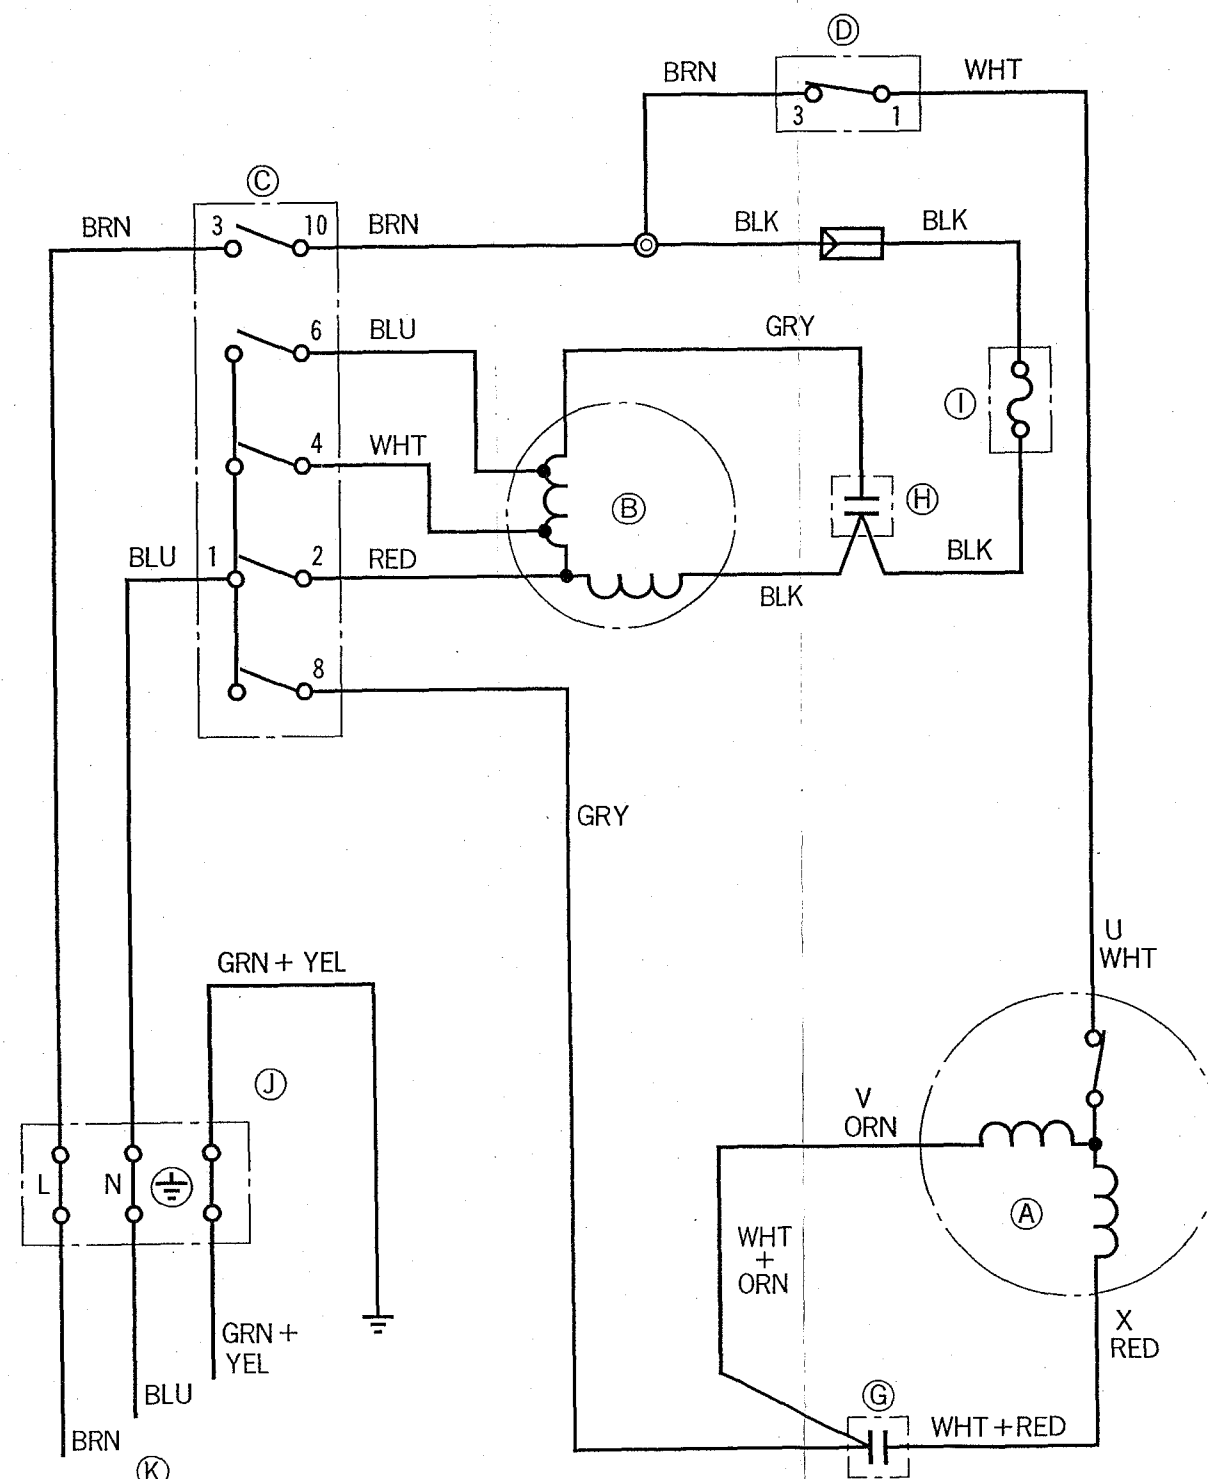 D
BRN
WHT
3
1
C
BRN
3
10
BRN
BLK
BLK
6
BLU
GRY
I
4
WHT
B
H
BLU
1
2
RED
BLK
BLK
8
GRY
U
WHT
GRN + YEL
J
V
ORN
L
N
A
WHT
+
ORN
X
RED
GRN +
YEL
BLU
G
WHT + RED
BRN
K